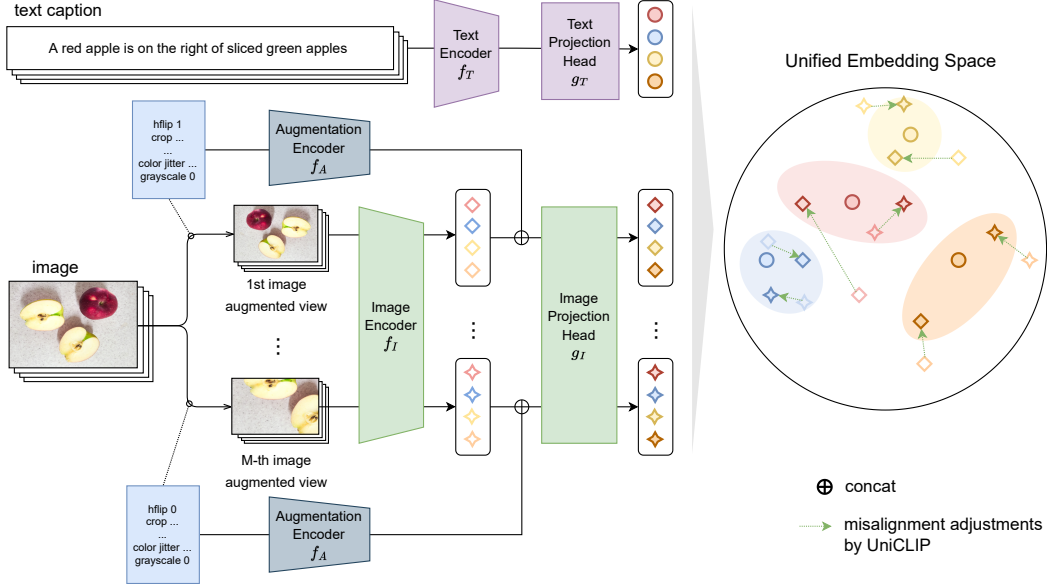 text caption
A red apple is on the right of sliced green apples
Text
Encoder
f_T
Text
Projection
Head
g_T
hflip 1
crop ...
...
color jitter ...
grayscale 0
Augmentation
Encoder
f_A
image
1st image
augmented view
⋮
M-th image
augmented view
Image
Encoder
f_I
⋮
Image
Projection
Head
g_I
⋮
hflip 0
crop ...
...
color jitter ...
grayscale 0
Augmentation
Encoder
f_A
Unified Embedding Space
concat
misalignment adjustments
by UniCLIP